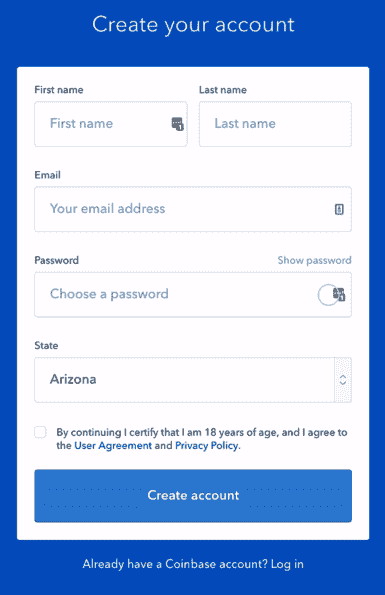 Create your account
First name
Last name
First name
Last name
Email
Your email address
Password
Show password
Choose a password
State
Arizona
By continuing I certify that I am 18 years of age, and I agree to
the User Agreement and Privacy Policy.
Create account
Already have a Coinbase account? Log in